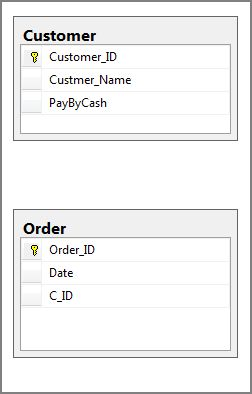 Customer
Customer_ID
Custmer_Name
PayByCash
Order
Order_ID
Date
C_ID